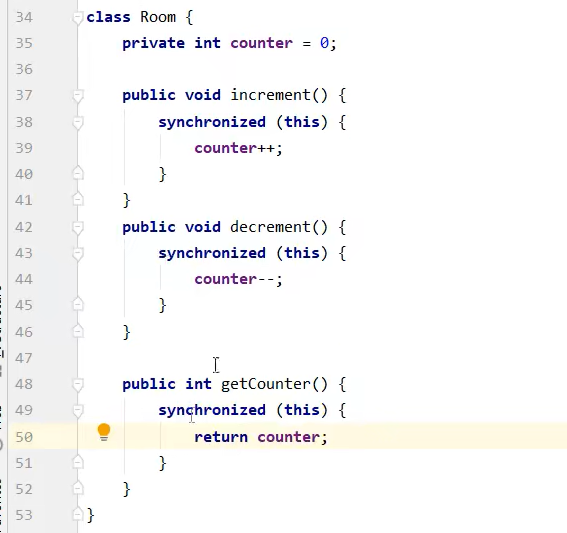 34 class Room {
35 private int counter = 0;
36
37 public void increment() {
38 synchronized (this) {
39 counter++;
40 }
41 }
42 public void decrement() {
43 synchronized (this) {
44 counter--;
45 }
46 }
47
48 public int getCounter() {
49 synchronized (this) {
50 return counter;
51 }
52 }
53 }